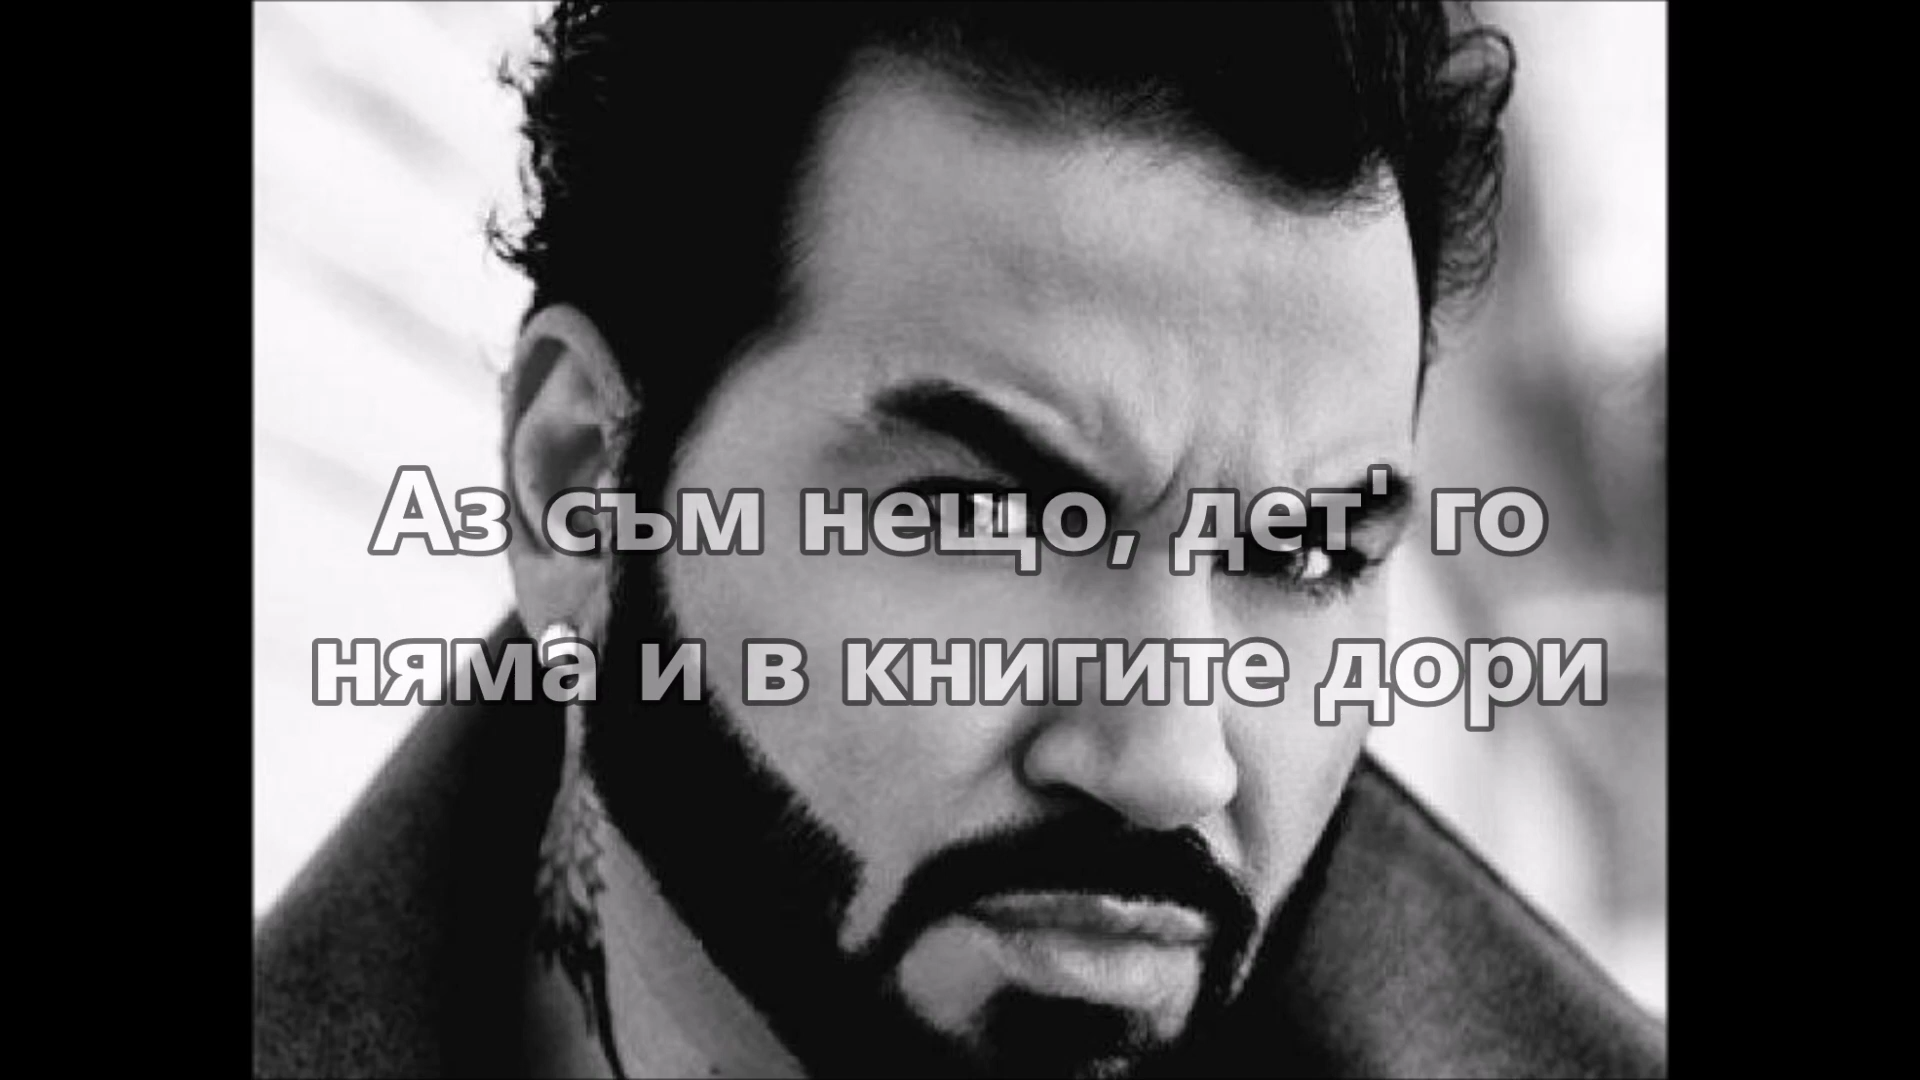 Аз съм нещо, дет' го
няма и в книгите дори